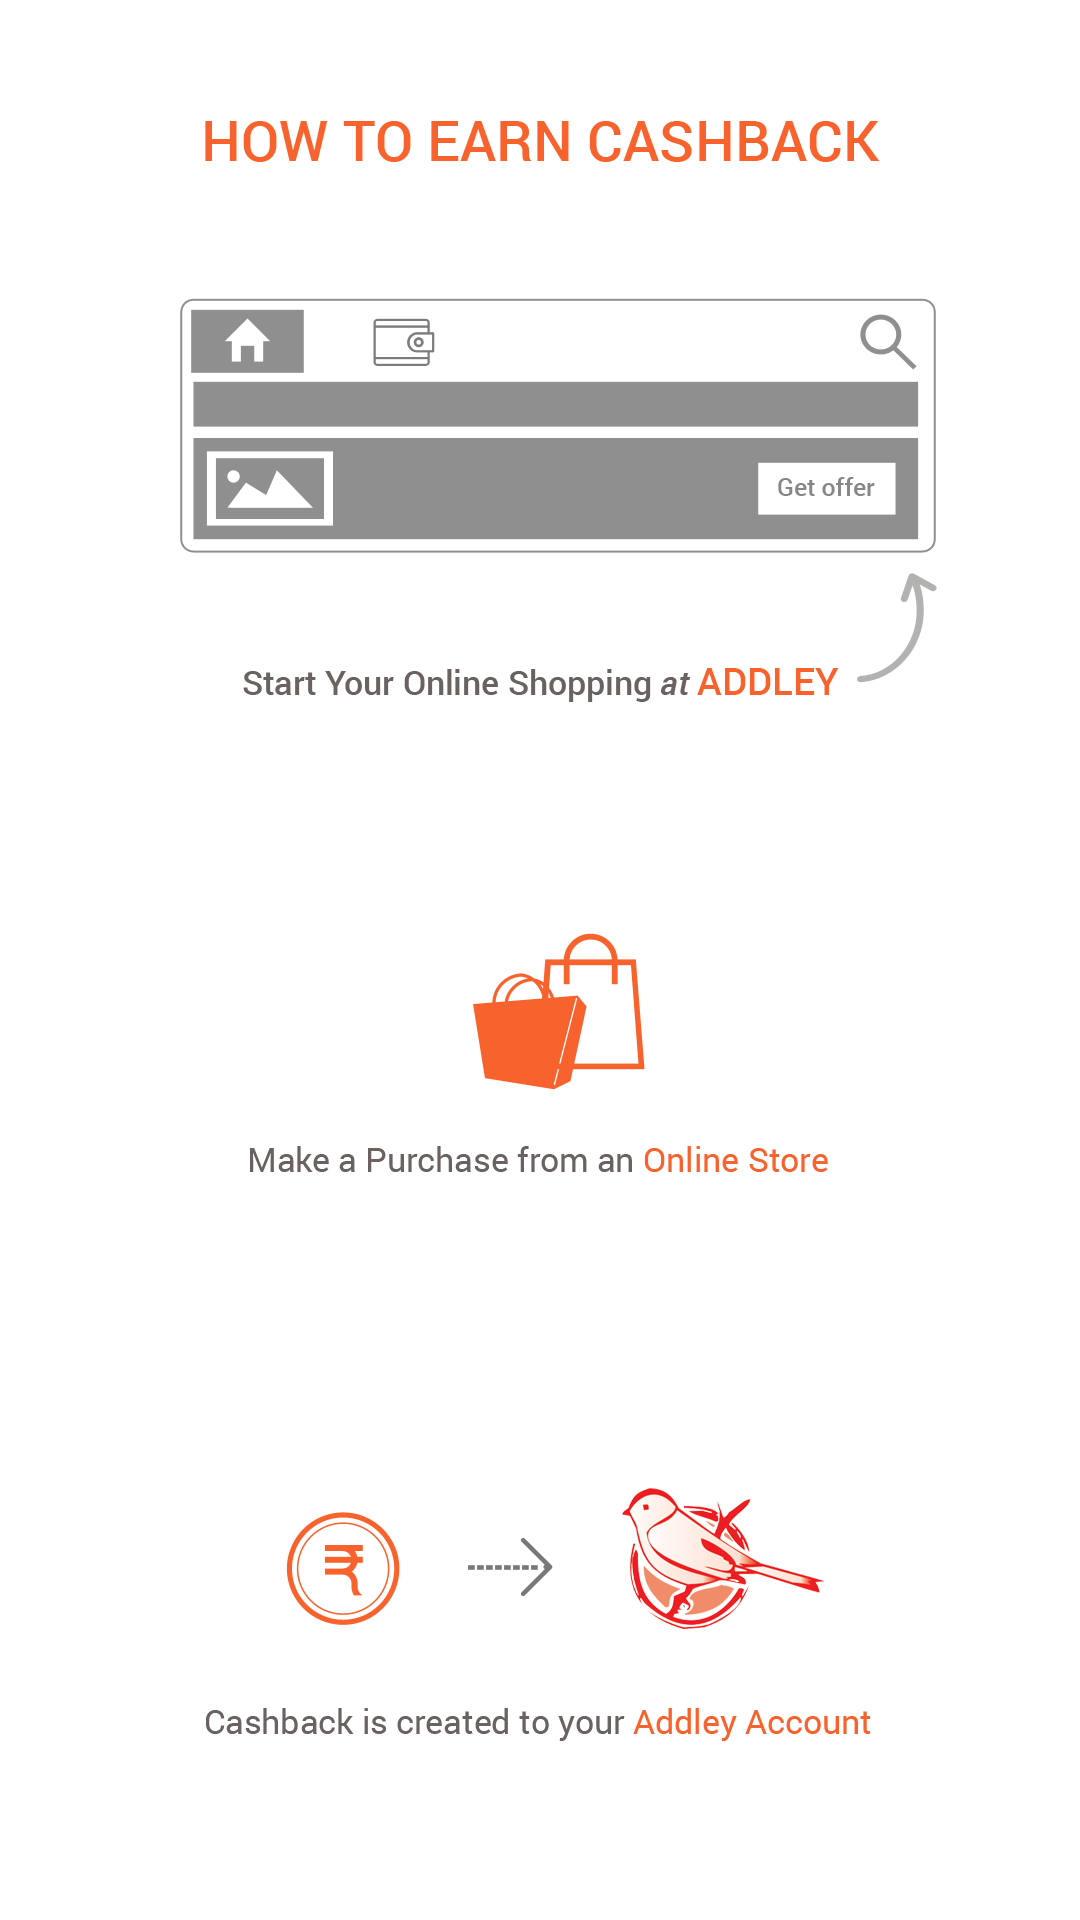 HOW TO EARN CASHBACK
Get offer
Start Your Online Shopping at ADDLEY
Make a Purchase from an Online Store
₹
Cashback is created to your Addley Account